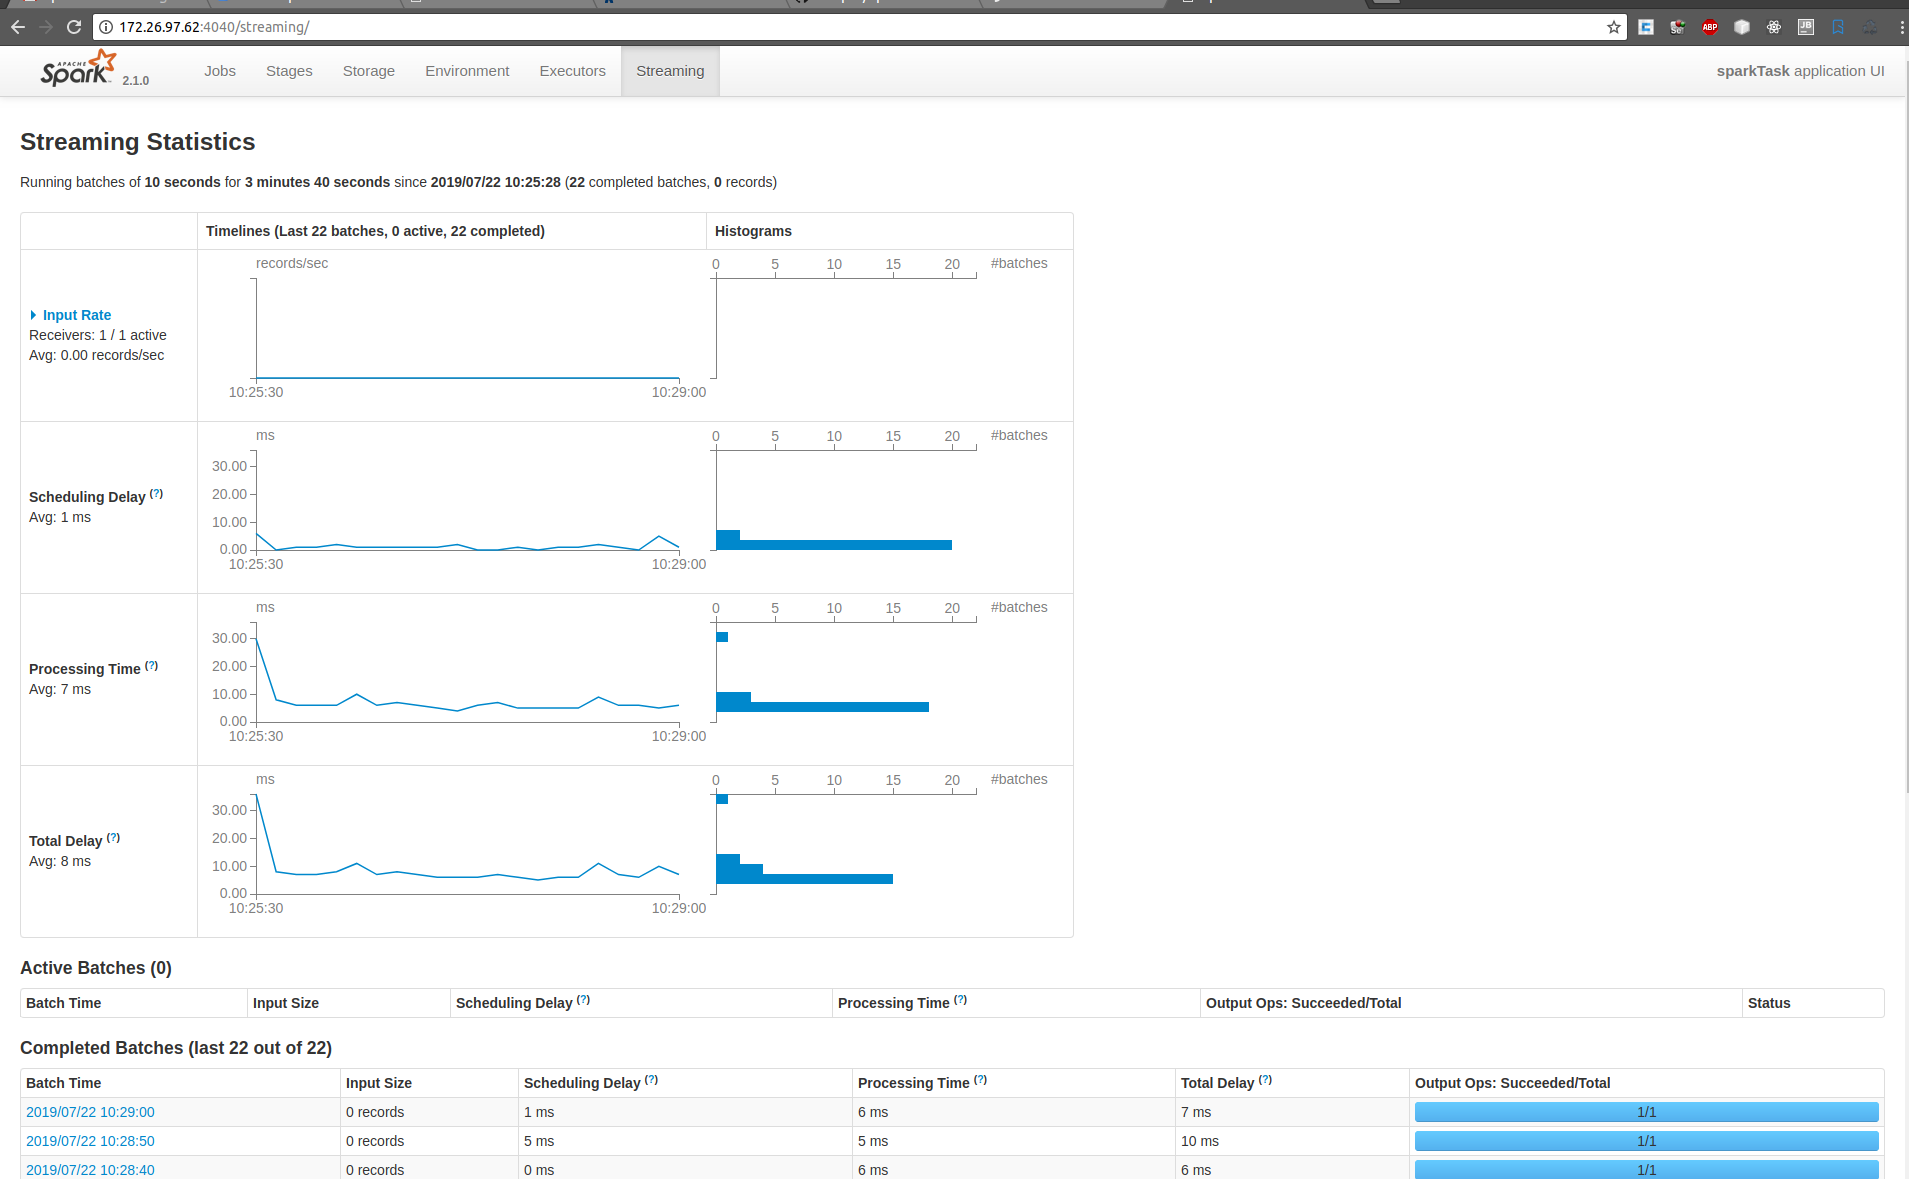 172.26.97.62:4040/streaming/
APACHE
Spark 2.1.0 Jobs Stages Storage Environment Executors Streaming sparkTask application UI
Streaming Statistics
Running batches of 10 seconds for 3 minutes 40 seconds since 2019/07/22 10:25:28 (22 completed batches, 0 records)
Timelines (Last 22 batches, 0 active, 22 completed) Histograms
records/sec 0 5 10 15 20 #batches
Input Rate
Receivers: 1 / 1 active
Avg: 0.00 records/sec
10:25:30 10:29:00
ms 0 5 10 15 20 #batches
30.00
20.00
Scheduling Delay (?)
Avg: 1 ms
10.00
0.00
10:25:30 10:29:00
ms 0 5 10 15 20 #batches
30.00
20.00
Processing Time (?)
Avg: 7 ms
10.00
0.00
10:25:30 10:29:00
ms 0 5 10 15 20 #batches
30.00
20.00
Total Delay (?)
Avg: 8 ms
10.00
0.00
10:25:30 10:29:00
Active Batches (0)
Batch Time Input Size Scheduling Delay (?) Processing Time (?) Output Ops: Succeeded/Total Status
Completed Batches (last 22 out of 22)
Batch Time Input Size Scheduling Delay (?) Processing Time (?) Total Delay (?) Output Ops: Succeeded/Total
2019/07/22 10:29:00 0 records 1 ms 6 ms 7 ms 1/1
2019/07/22 10:28:50 0 records 5 ms 5 ms 10 ms 1/1
2019/07/22 10:28:40 0 records 0 ms 6 ms 6 ms 1/1